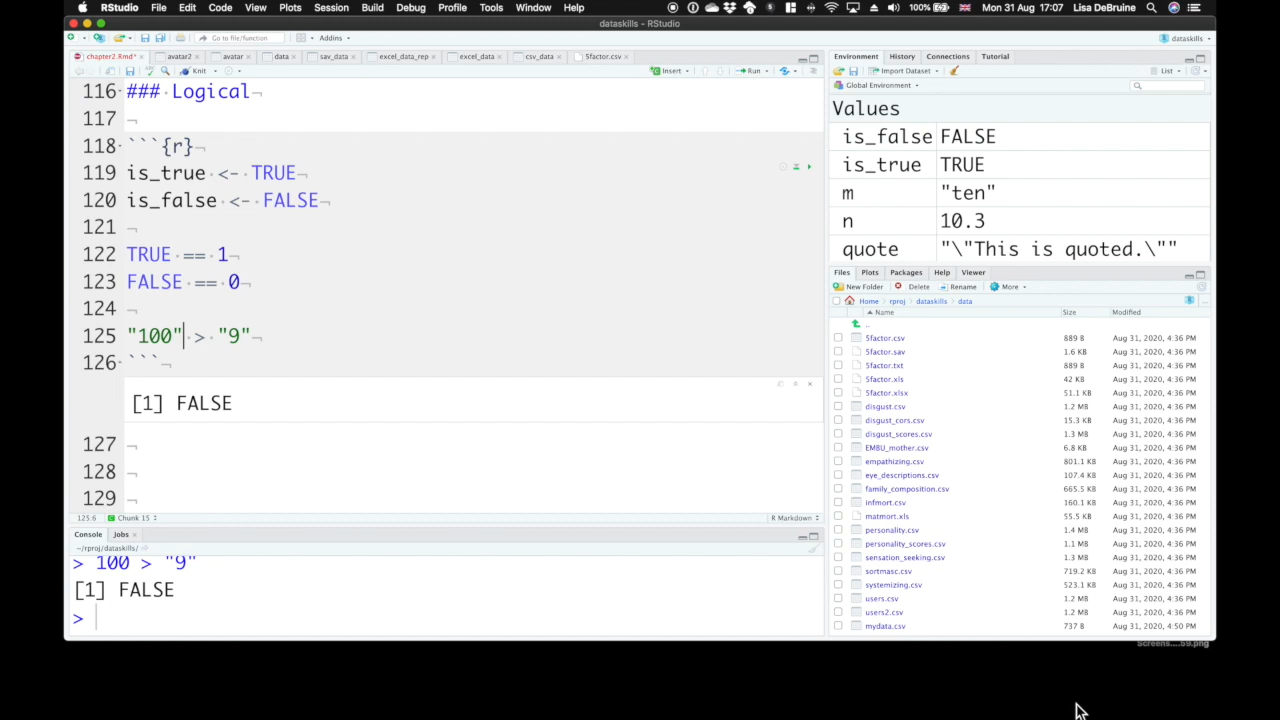 RStudio File Edit Code View Plots Session Build Debug Profile Tools Window Help 100% Mon 31 Aug 17:07 Lisa DeBruine
dataskills — RStudio
Go to file/function Addins dataskills
chapter2.Rmd* avatar2 avatar data sav_data excel_data_rep excel_data csv_data 5factor.csv
Knit Insert Run
116 ### Logical
117
118 ```{r}
119 is_true <- TRUE
120 is_false <- FALSE
121
122 TRUE == 1
123 FALSE == 0
124
125 "100" > "9"
126 ```
[1] FALSE
127
128
129
125:6 Chunk 15 R Markdown
Console Jobs
~/rproj/dataskills/
> 100 > "9"
[1] FALSE
>
Environment History Connections Tutorial
Import Dataset List
Global Environment
Values
is_false FALSE
is_true TRUE
m "ten"
n 10.3
quote "\"This is quoted.\""
Files Plots Packages Help Viewer
New Folder Delete Rename More
Home rproj dataskills data
Name Size Modified
..
5factor.csv 889 B Aug 31, 2020, 4:36 PM
5factor.sav 1.6 KB Aug 31, 2020, 4:36 PM
5factor.txt 889 B Aug 31, 2020, 4:36 PM
5factor.xls 42 KB Aug 31, 2020, 4:36 PM
5factor.xlsx 51.1 KB Aug 31, 2020, 4:36 PM
disgust.csv 1.2 MB Aug 31, 2020, 4:36 PM
disgust_cors.csv 15.3 KB Aug 31, 2020, 4:36 PM
disgust_scores.csv 1.3 MB Aug 31, 2020, 4:36 PM
EMBU_mother.csv 6.8 KB Aug 31, 2020, 4:36 PM
empathizing.csv 801.1 KB Aug 31, 2020, 4:36 PM
eye_descriptions.csv 107.4 KB Aug 31, 2020, 4:36 PM
family_composition.csv 665.5 KB Aug 31, 2020, 4:36 PM
infmort.csv 160.1 KB Aug 31, 2020, 4:36 PM
matmort.xls 55.5 KB Aug 31, 2020, 4:36 PM
personality.csv 1.4 MB Aug 31, 2020, 4:36 PM
personality_scores.csv 1.1 MB Aug 31, 2020, 4:36 PM
sensation_seeking.csv 1.3 MB Aug 31, 2020, 4:36 PM
sortmasc.csv 719.2 KB Aug 31, 2020, 4:36 PM
systemizing.csv 523.1 KB Aug 31, 2020, 4:36 PM
users.csv 1.2 MB Aug 31, 2020, 4:36 PM
users2.csv 1.2 MB Aug 31, 2020, 4:36 PM
mydata.csv 737 B Aug 31, 2020, 4:50 PM
Screens....59.png